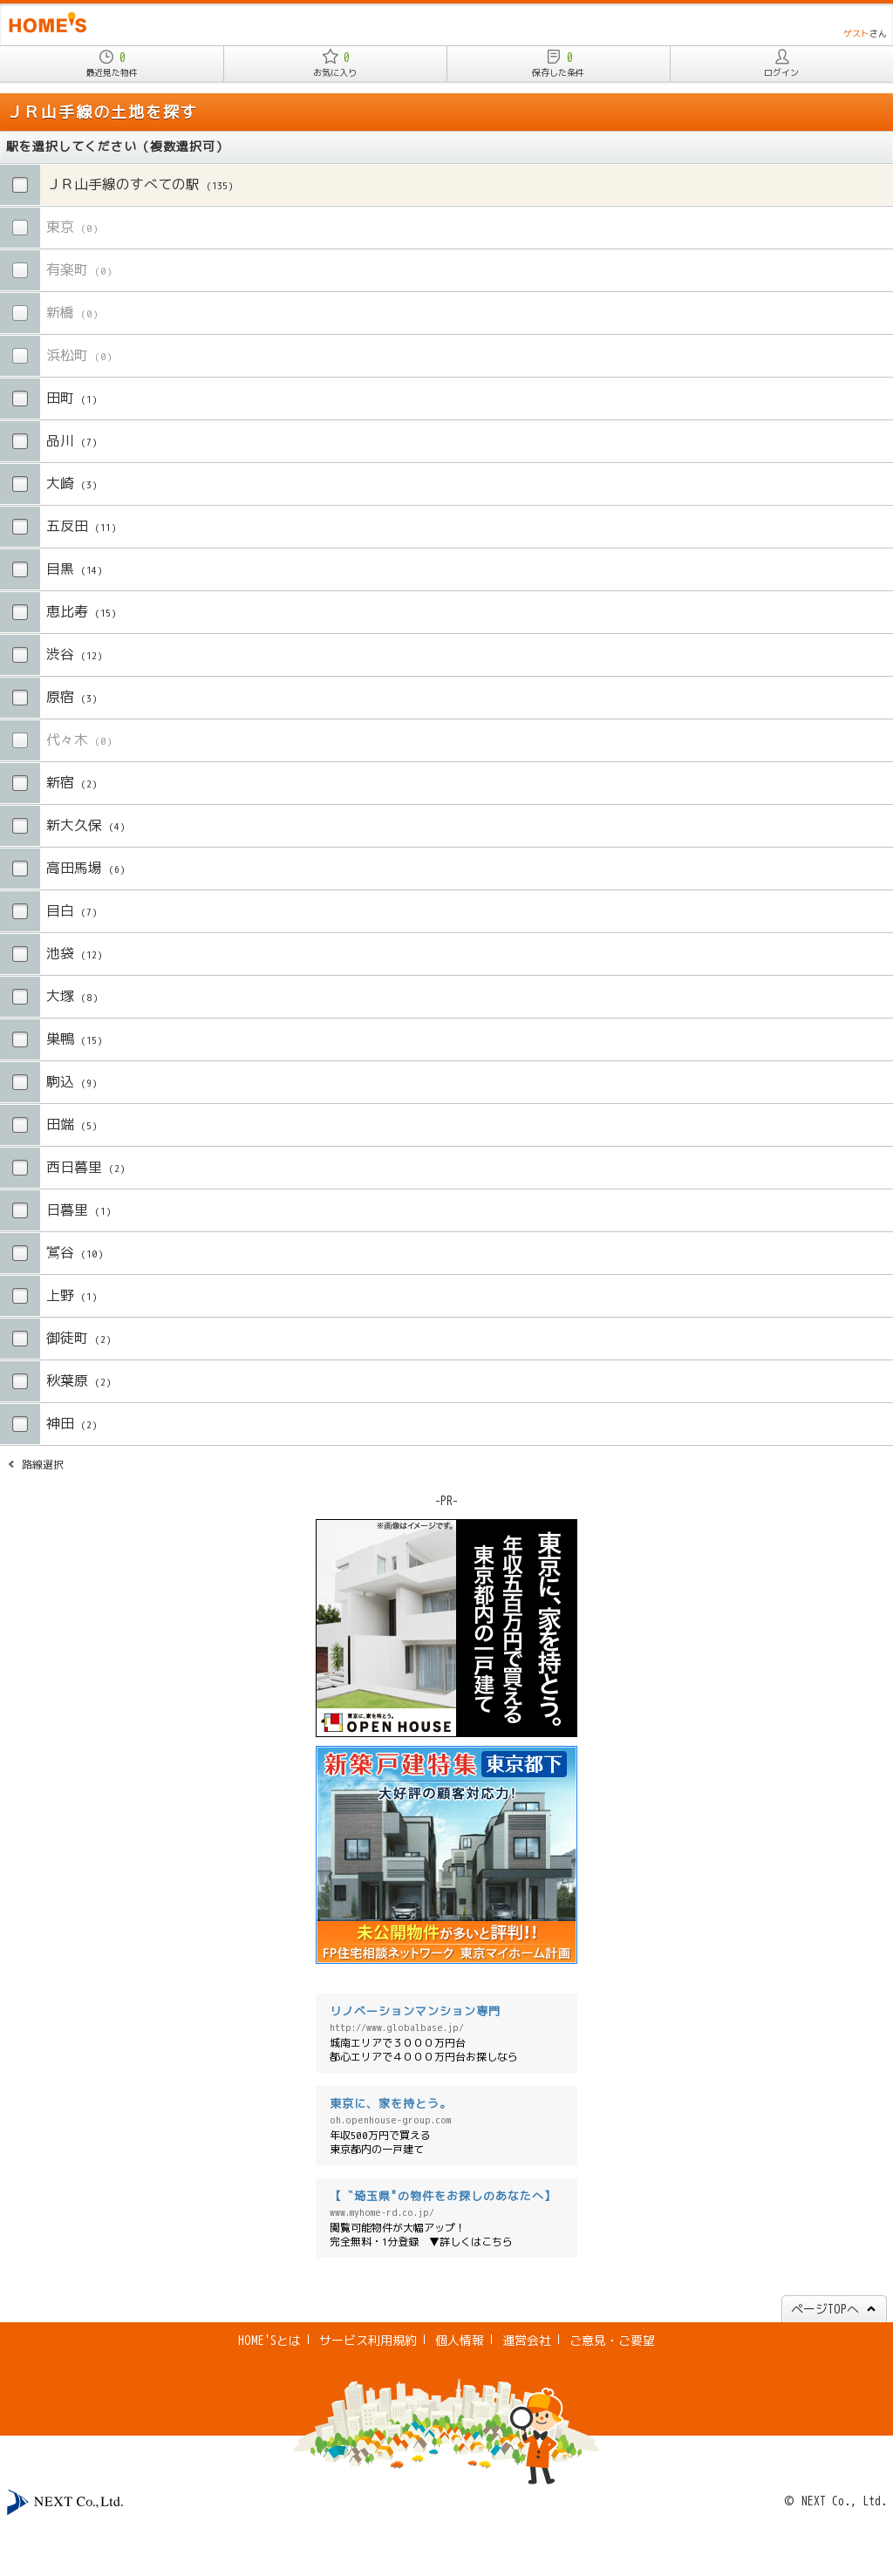 HOME'S
ゲストさん
0
最近見た物件
0
お気に入り
0
保存した条件
ログイン
ＪＲ山手線の土地を探す
駅を選択してください（複数選択可）
ＪＲ山手線のすべての駅 (135)
東京 (0)
有楽町 (0)
新橋 (0)
浜松町 (0)
田町 (1)
品川 (7)
大崎 (3)
五反田 (11)
目黒 (14)
恵比寿 (15)
渋谷 (12)
原宿 (3)
代々木 (0)
新宿 (2)
新大久保 (4)
高田馬場 (6)
目白 (7)
池袋 (12)
大塚 (8)
巣鴨 (15)
駒込 (9)
田端 (5)
西日暮里 (2)
日暮里 (1)
鶯谷 (10)
上野 (1)
御徒町 (2)
秋葉原 (2)
神田 (2)
路線選択
-PR-
※画像はイメージです。
東京に、家を持とう。
年収五百万円で買える
東京都内の一戸建て
東京に、家を持とう。
OPEN HOUSE
新築戸建特集 東京都下
大好評の顧客対応力!
未公開物件が多いと評判!!
FP住宅相談ネットワーク 東京マイホーム計画
リノベーションマンション専門
http://www.globalbase.jp/
城南エリアで３０００万円台
都心エリアで４０００万円台お探しなら
東京に、家を持とう。
oh.openhouse-group.com
年収500万円で買える
東京都内の一戸建て
【〝埼玉県"の物件をお探しのあなたへ】
www.myhome-rd.co.jp/
閲覧可能物件が大幅アップ！
完全無料・1分登録　▼詳しくはこちら
ページTOPへ
HOME'Sとは | サービス利用規約 | 個人情報 | 運営会社 | ご意見・ご要望
NEXT Co., Ltd.
© NEXT Co., Ltd.